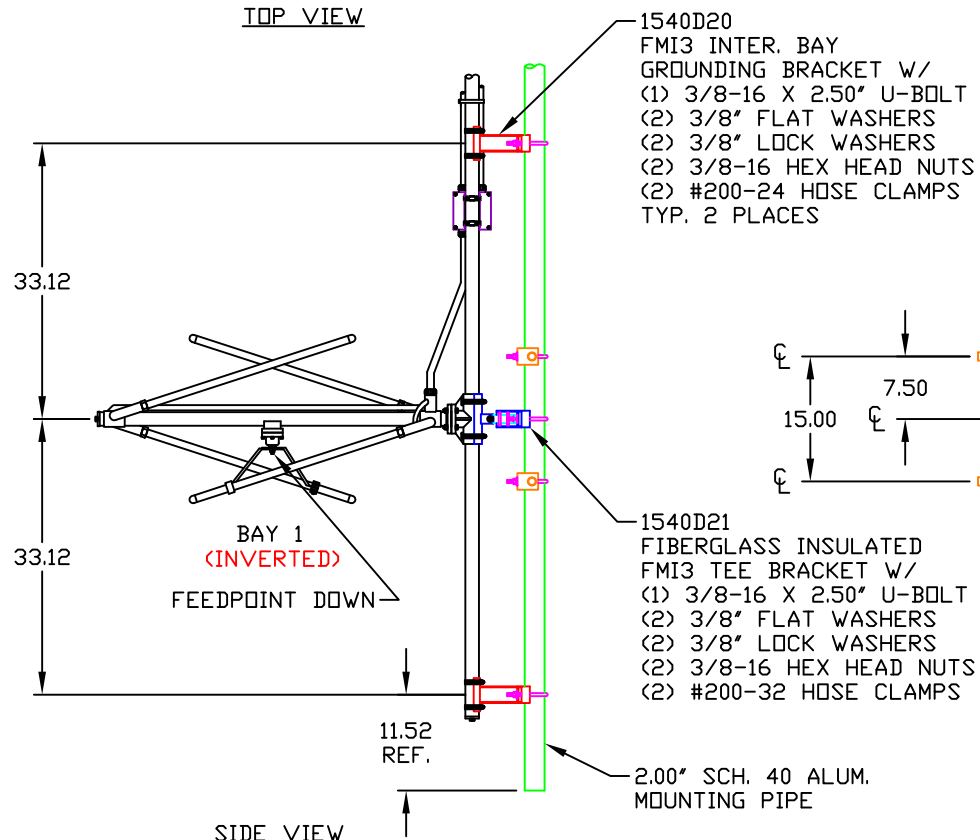 TOP VIEW
1540D20
FMI3 INTER. BAY
GROUNDING BRACKET W/
(1) 3/8-16 X 2.50" U-BOLT
(2) 3/8" FLAT WASHERS
(2) 3/8" LOCK WASHERS
(2) 3/8-16 HEX HEAD NUTS
(2) #200-24 HOSE CLAMPS
TYP. 2 PLACES
33.12
℄
7.50
15.00
℄
℄
BAY 1
(INVERTED)
FEEDPOINT DOWN
33.12
1540D21
FIBERGLASS INSULATED
FMI3 TEE BRACKET W/
(1) 3/8-16 X 2.50" U-BOLT
(2) 3/8" FLAT WASHERS
(2) 3/8" LOCK WASHERS
(2) 3/8-16 HEX HEAD NUTS
(2) #200-32 HOSE CLAMPS
11.52
REF.
2.00" SCH. 40 ALUM.
MOUNTING PIPE
SIDE VIEW